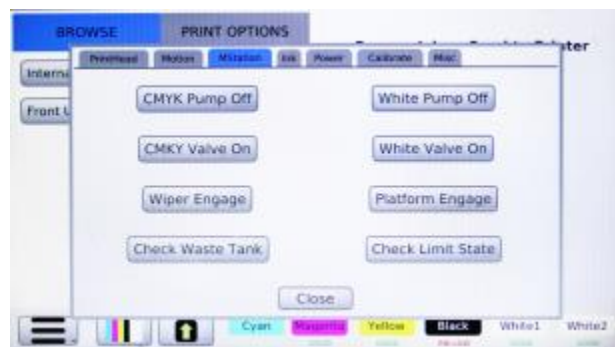 BROWSE PRINT OPTIONS
Printhead Motion Ink Power Calibrate Misc
CMYK Pump Off White Pump Off
CMKY Valve On White Valve On
Wiper Engage Platform Engage
Check Waste Tank Check Limit State
Close
Cyan Magenta Yellow Black White1 White2